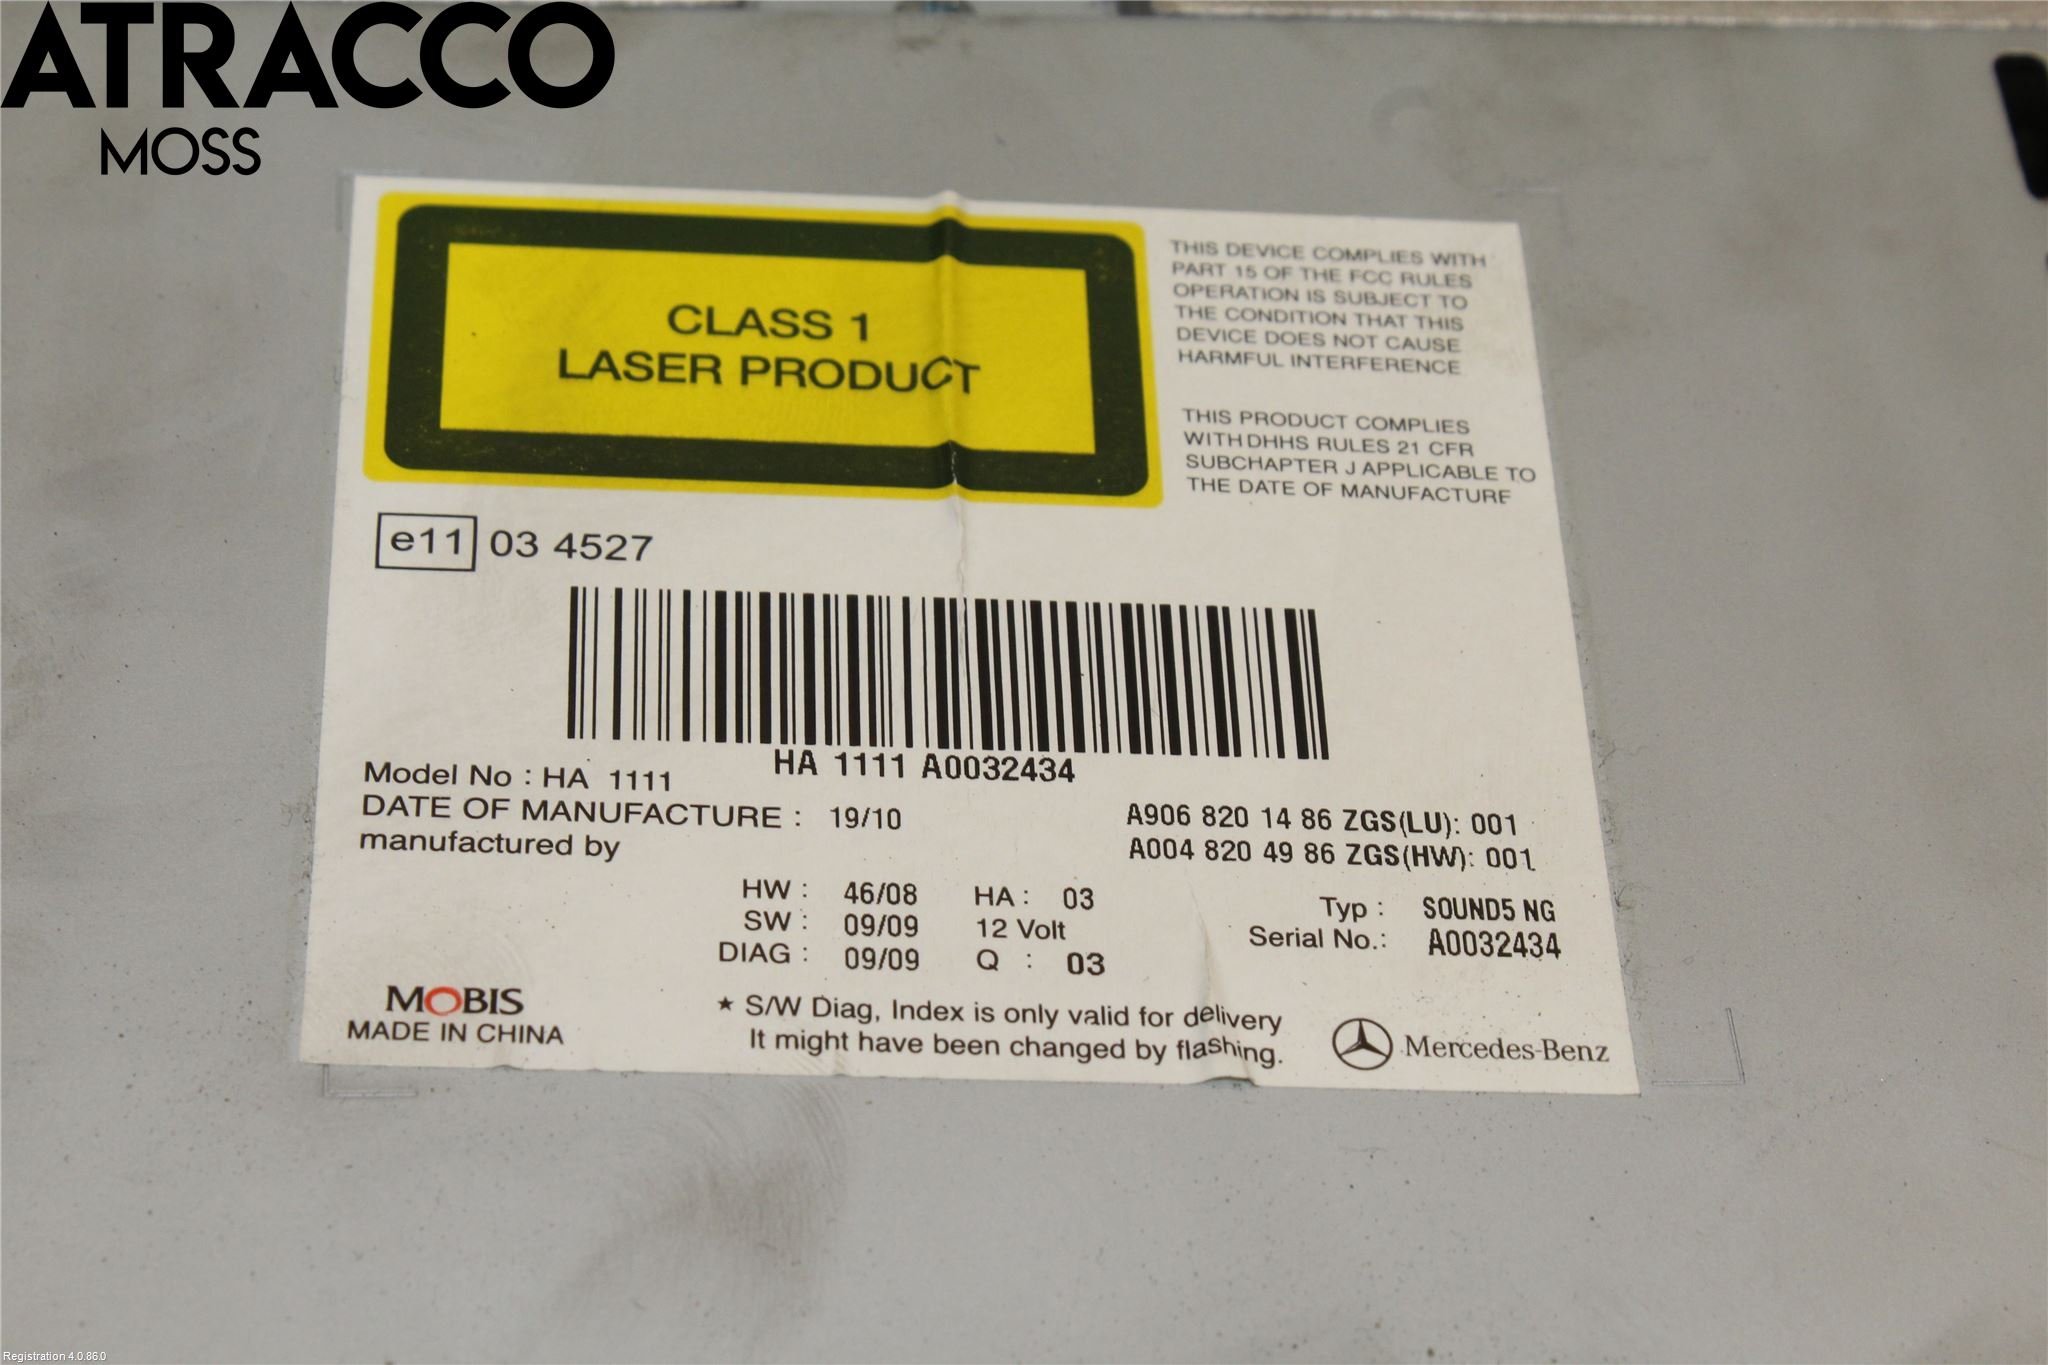 ATRACCO
MOSS
CLASS 1
LASER PRODUCT
THIS DEVICE COMPLIES WITH
PART 15 OF THE FCC RULES
OPERATION IS SUBJECT TO
THE CONDITION THAT THIS
DEVICE DOES NOT CAUSE
HARMFUL INTERFERENCE
THIS PRODUCT COMPLIES
WITH DHHS RULES 21 CFR
SUBCHAPTER J APPLICABLE TO
THE DATE OF MANUFACTURE
e11 03 4527
HA 1111 A0032434
Model No : HA 1111
DATE OF MANUFACTURE : 19/10
manufactured by
A906 820 14 86 ZGS(LU): 001
A004 820 49 86 ZGS(HW): 001
HW : 46/08 HA : 03
SW : 09/09 12 Volt
DIAG : 09/09 Q : 03
Typ : SOUND5 NG
Serial No.: A0032434
MOBIS
MADE IN CHINA
★ S/W Diag, Index is only valid for delivery
It might have been changed by flashing.
Mercedes-Benz
Registration 4.0.86.0